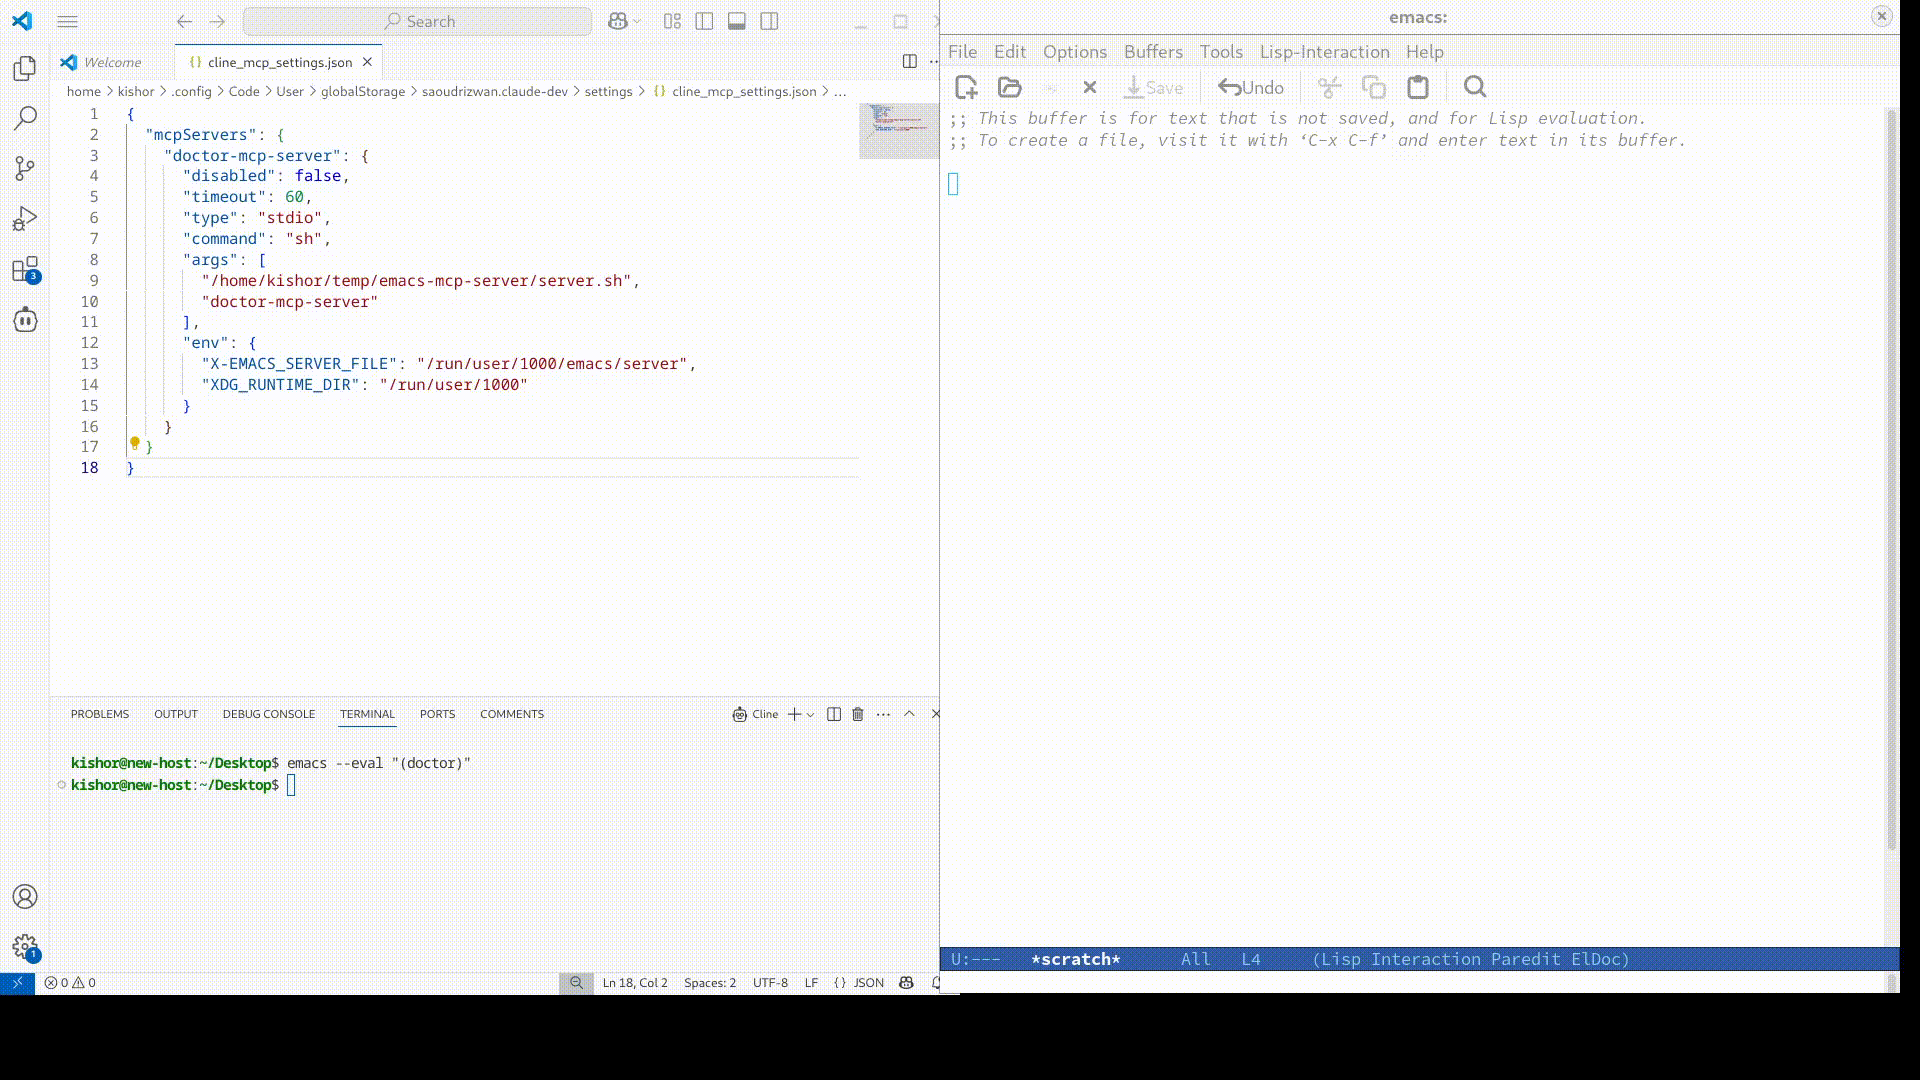 Search
Welcome
{} cline_mcp_settings.json
home > kishor > .config > Code > User > globalStorage > saoudrizwan.claude-dev > settings > {} cline_mcp_settings.json > ...
1 {
2 "mcpServers": {
3 "doctor-mcp-server": {
4 "disabled": false,
5 "timeout": 60,
6 "type": "stdio",
7 "command": "sh",
8 "args": [
9 "/home/kishor/temp/emacs-mcp-server/server.sh",
10 "doctor-mcp-server"
11 ],
12 "env": {
13 "X-EMACS_SERVER_FILE": "/run/user/1000/emacs/server",
14 "XDG_RUNTIME_DIR": "/run/user/1000"
15 }
16 }
17 }
18 }
3
1
PROBLEMS OUTPUT DEBUG CONSOLE TERMINAL PORTS COMMENTS
Cline
kishor@new-host:~/Desktop$ emacs --eval "(doctor)"
kishor@new-host:~/Desktop$
0 0
Ln 18, Col 2 Spaces: 2 UTF-8 LF {} JSON
emacs:
File Edit Options Buffers Tools Lisp-Interaction Help
Save Undo
;; This buffer is for text that is not saved, and for Lisp evaluation.
;; To create a file, visit it with ‘C-x C-f’ and enter text in its buffer.
U:--- *scratch* All L4 (Lisp Interaction Paredit ElDoc)